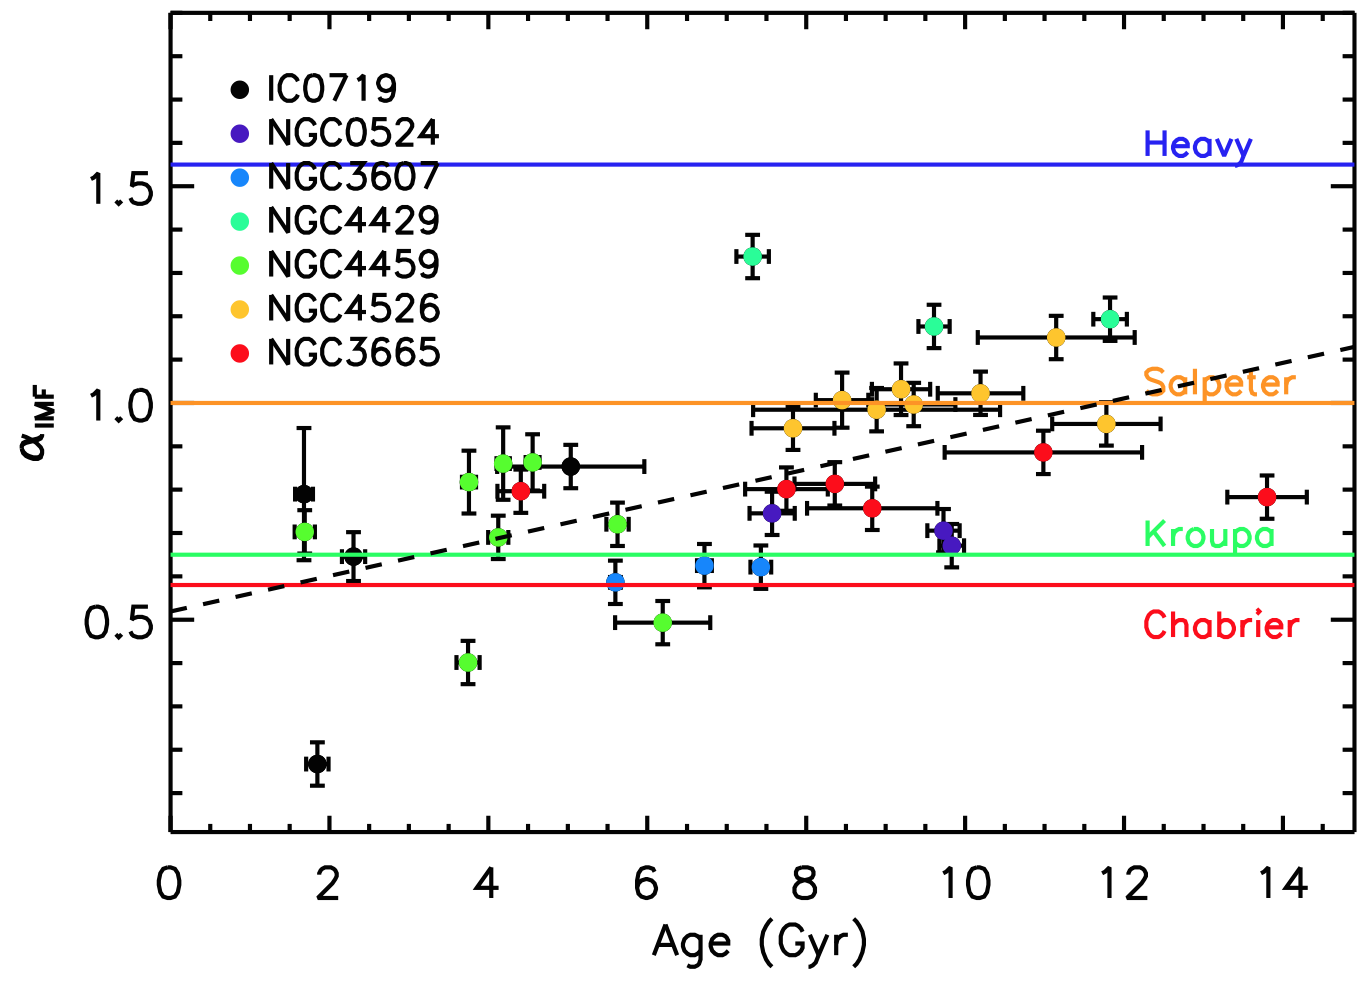 IC0719
NGC0524
NGC3607
NGC4429
NGC4459
NGC4526
NGC3665
Heavy
Salpeter
Kroupa
Chabrier
1.5
1.0
0.5
αIMF
0 2 4 6 8 10 12 14
Age (Gyr)